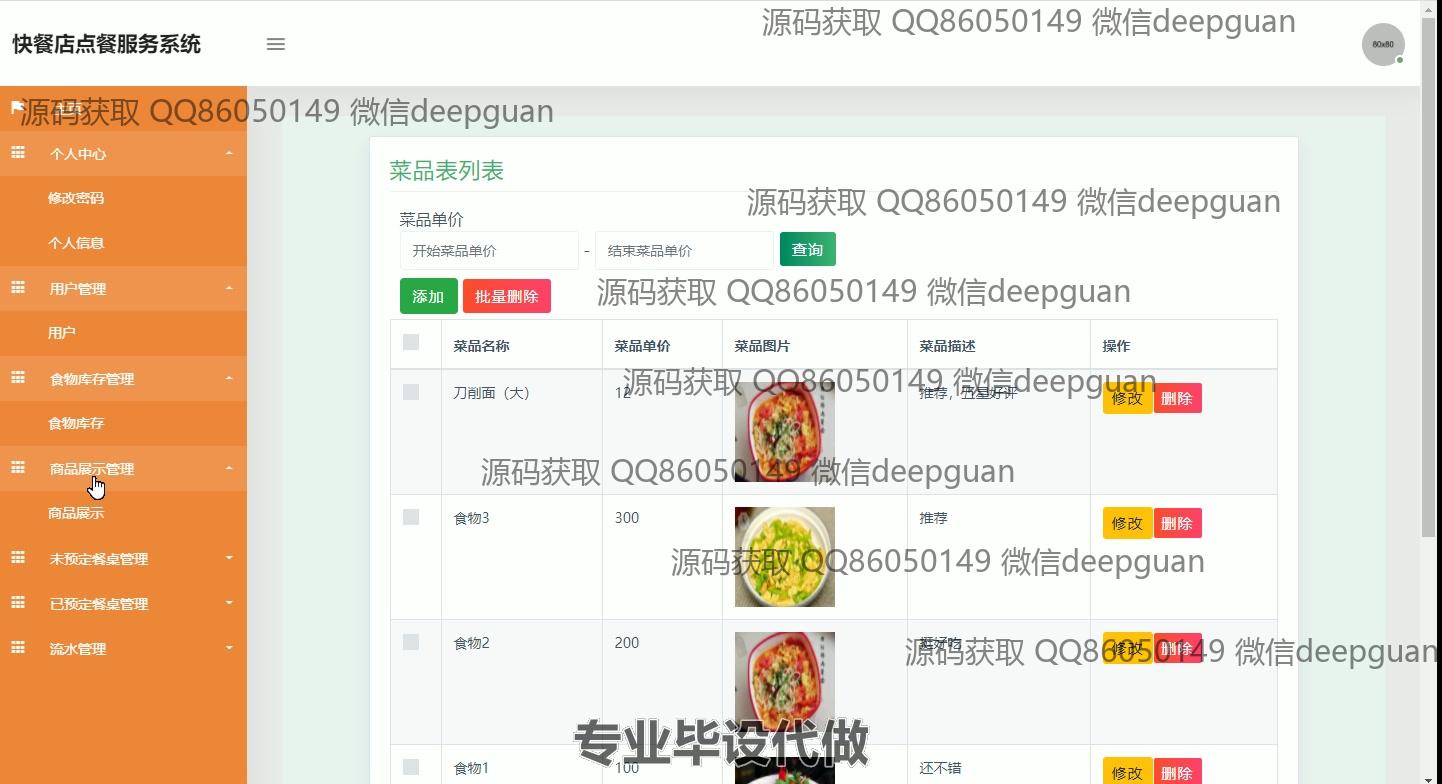 源码获取 QQ86050149 微信deepguan
快餐店点餐服务系统
60x60
源码获取 QQ86050149 微信deepguan
主页
个人中心
修改密码
个人信息
用户管理
用户
食物库存管理
食物库存
商品展示管理
商品展示
未预定餐桌管理
已预定餐桌管理
流水管理
菜品表列表
源码获取 QQ86050149 微信deepguan
菜品单价
开始菜品单价 - 结束菜品单价 查询
添加 批量删除 源码获取 QQ86050149 微信deepguan
菜品名称 菜品单价 菜品图片 菜品描述 操作
源码获取 QQ86050149 微信deepguan
刀削面（大） 12 推荐，五星好评 修改 删除
源码获取 QQ86050149 微信deepguan
食物3 300 推荐 修改 删除
源码获取 QQ86050149 微信deepguan
食物2 200 挺好吃 修改 删除
源码获取 QQ86050149 微信deepguan
专业毕设代做
食物1 100 还不错 修改 删除